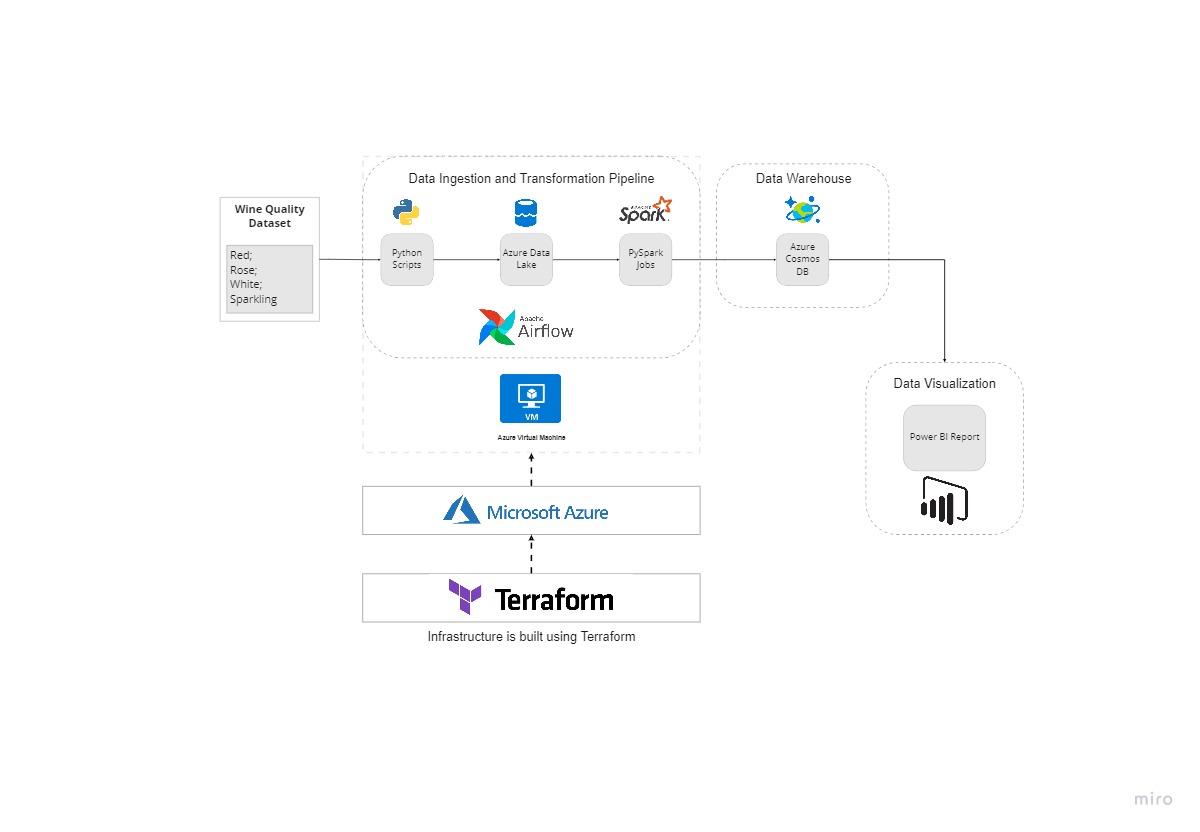 Data Ingestion and Transformation Pipeline
Data Warehouse
Wine Quality
Dataset
Red;
Rose;
White;
Sparkling
APACHE
Spark
Python
Scripts
Azure Data
Lake
PySpark
Jobs
Azure
Cosmos
DB
Apache
Airflow
VM
Azure Virtual Machine
Data Visualization
Power BI Report
Microsoft Azure
Terraform
Infrastructure is built using Terraform
miro